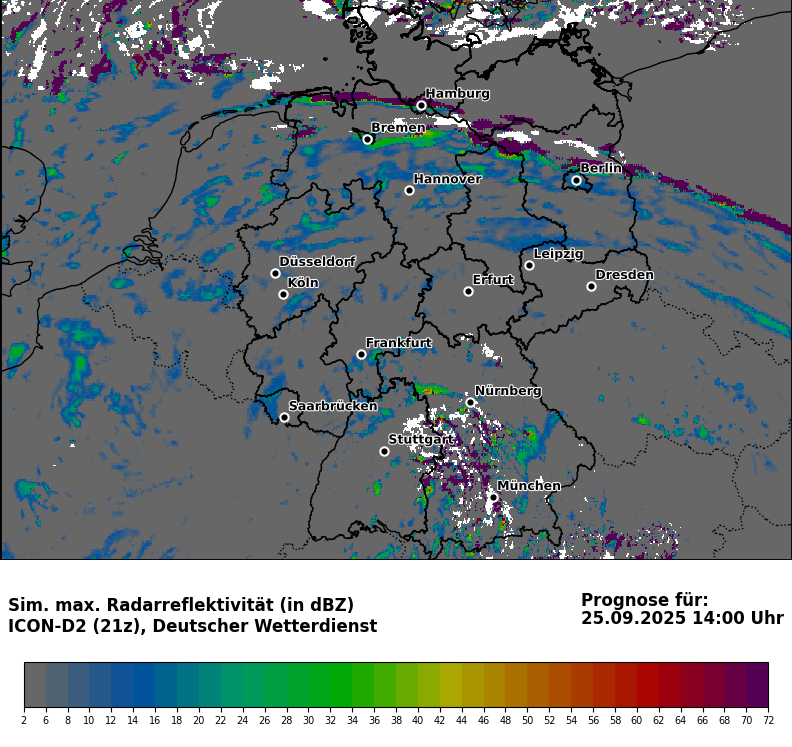 Hamburg
Bremen
Berlin
Hannover
Leipzig
Düsseldorf
Dresden
Köln
Erfurt
Frankfurt
Nürnberg
Saarbrücken
Stuttgart
München
Sim. max. Radarreflektivität (in dBZ)
ICON-D2 (21z), Deutscher Wetterdienst
Prognose für:
25.09.2025 14:00 Uhr
2 6 8 10 12 14 16 18 20 22 24 26 28 30 32 34 36 38 40 42 44 46 48 50 52 54 56 58 60 62 64 66 68 70 72